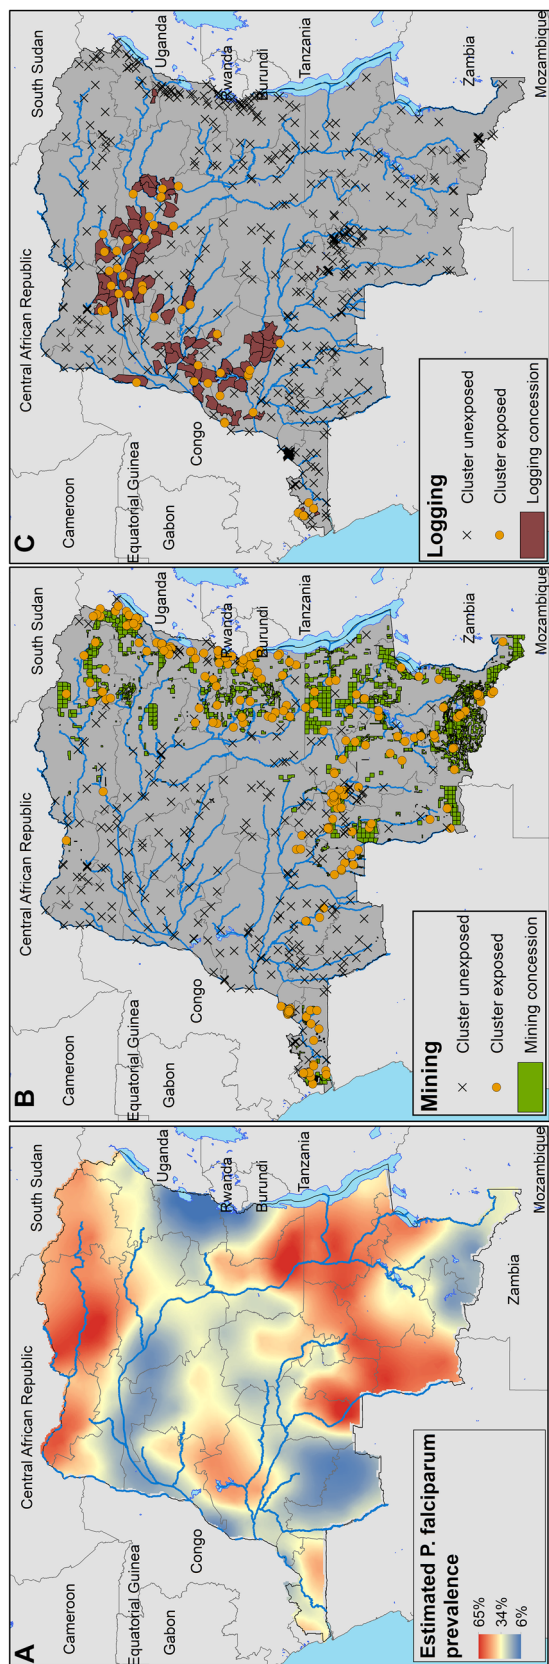 A
Central African Republic
South Sudan
Cameroon
Equatorial Guinea
Gabon
Congo
Uganda
Rwanda
Burundi
Tanzania
Zambia
Mozambique
Estimated P. falciparum
prevalence
65%
34%
6%
B
Central African Republic
South Sudan
Cameroon
Equatorial Guinea
Gabon
Congo
Uganda
Rwanda
Burundi
Tanzania
Zambia
Mozambique
Mining
Cluster unexposed
Cluster exposed
Mining concession
C
Central African Republic
South Sudan
Cameroon
Equatorial Guinea
Gabon
Congo
Uganda
Rwanda
Burundi
Tanzania
Zambia
Mozambique
Logging
Cluster unexposed
Cluster exposed
Logging concession